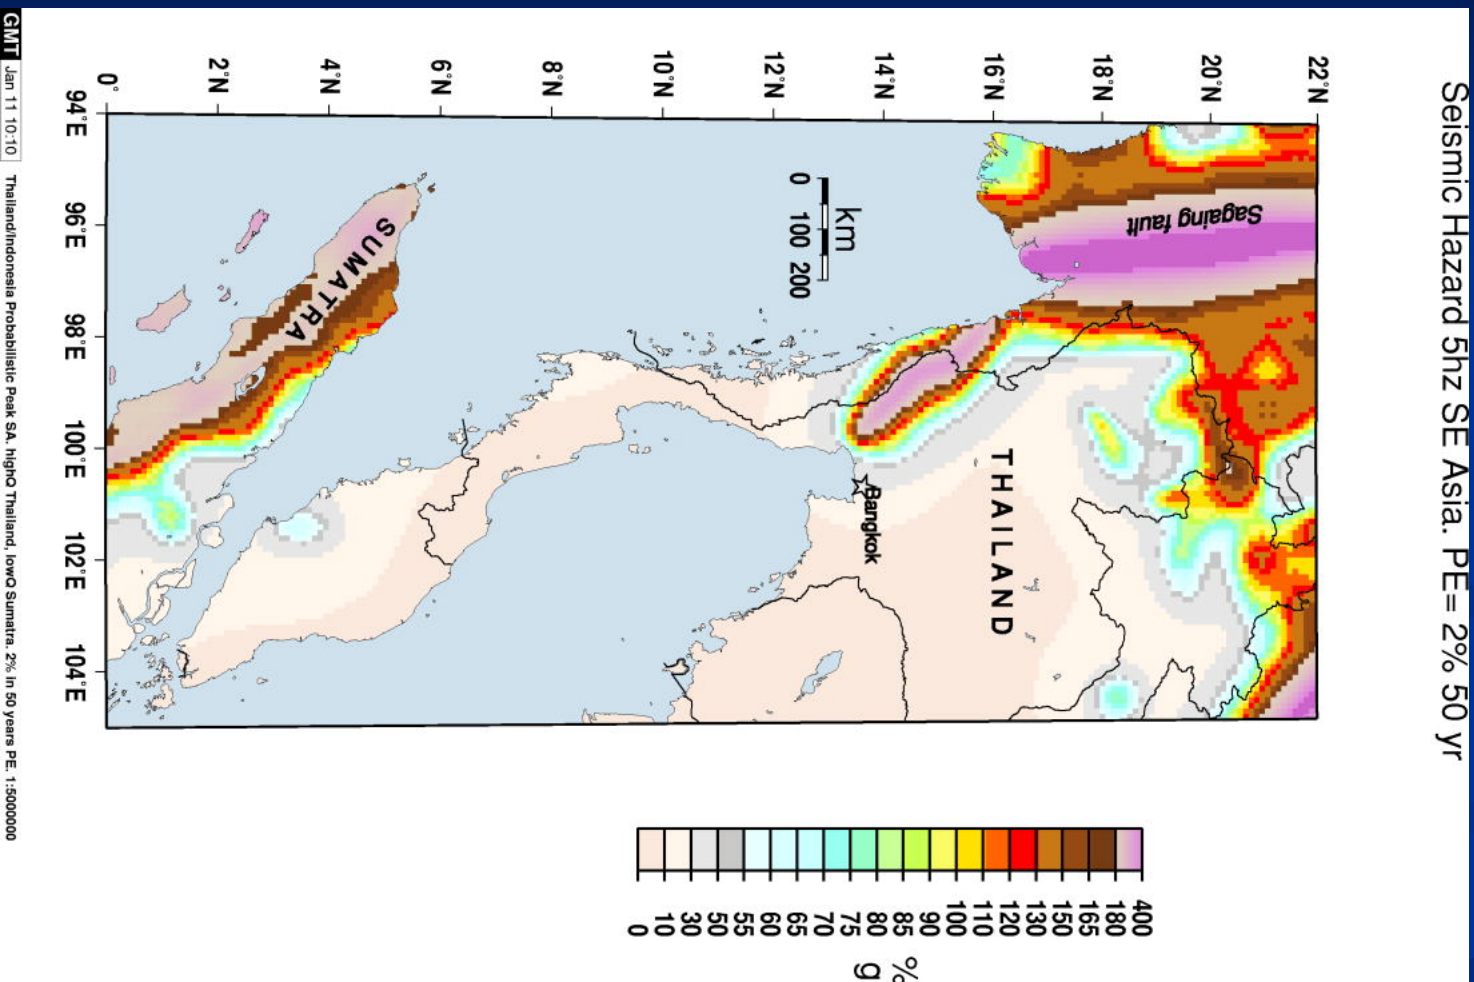 Seismic Hazard 5hz SE Asia. PE= 2% 50 yr
22°N
20°N
18°N
16°N
14°N
12°N
10°N
8°N
6°N
4°N
2°N
0°
94°E
96°E
98°E
100°E
102°E
104°E
Sagaing fault
km
0 100 200
SUMATRA
THAILAND
Bangkok
0 10 30 50 55 60 65 70 75 80 85 90 100 110 120 130 150 165 180 400
%
g
GMT Jan 11 10:10 Thailand/Indonesia Probabilistic Peak SA. highQ Thailand, lowQ Sumatra. 2% in 50 years PE. 1:5000000